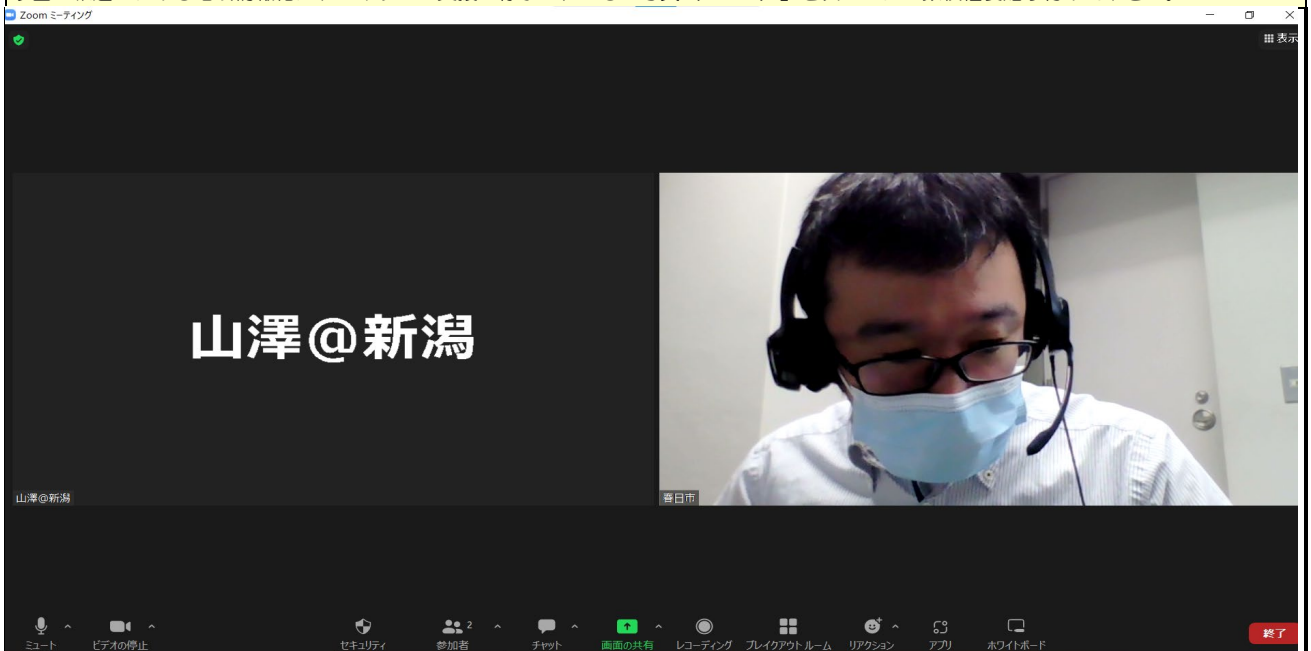 Zoom ミーティング
表示
山澤@新潟
山澤@新潟
春日市
ミュート
ビデオの停止
セキュリティ
参加者
2
チャット
画面の共有
レコーディング
ブレイクアウト ルーム
リアクション
アプリ
ホワイトボード
終了